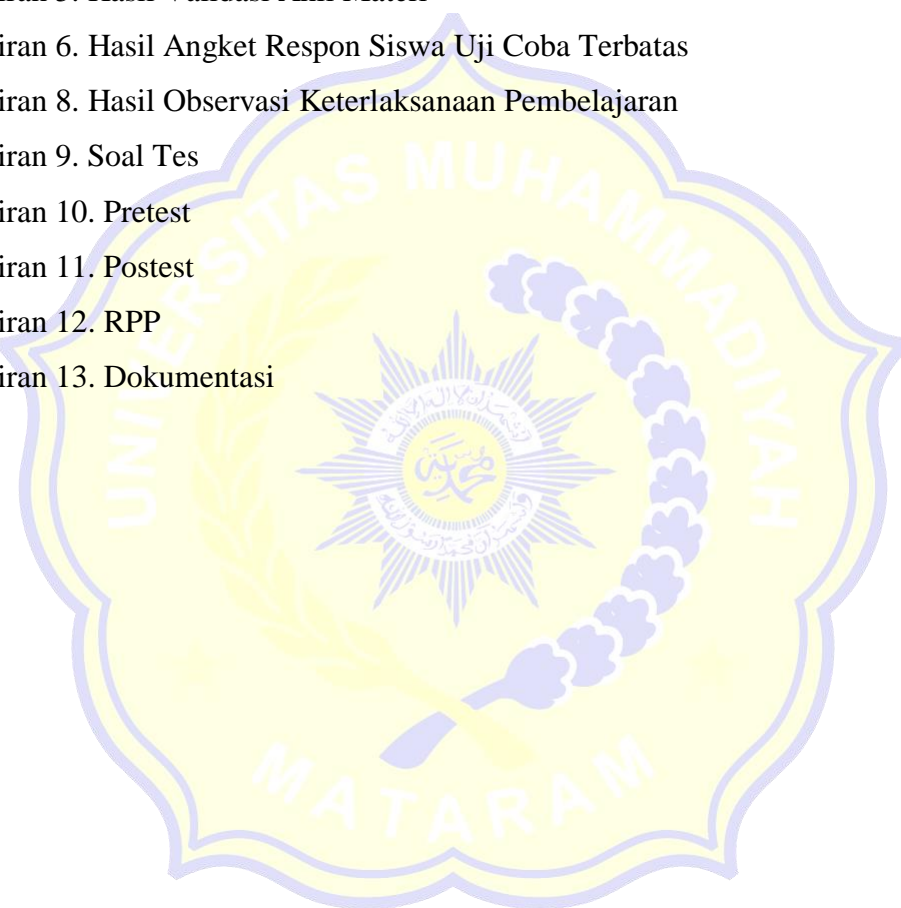 iran 6. Hasil Angket Respon Siswa Uji Coba Terbatas
iran 8. Hasil Observasi Keterlaksanaan Pembelajaran
iran 9. Soal Tes
iran 10. Pretest
iran 11. Postest
iran 12. RPP
iran 13. Dokumentasi
UNIVERSITAS MUHAMMADIYAH
MATARAM